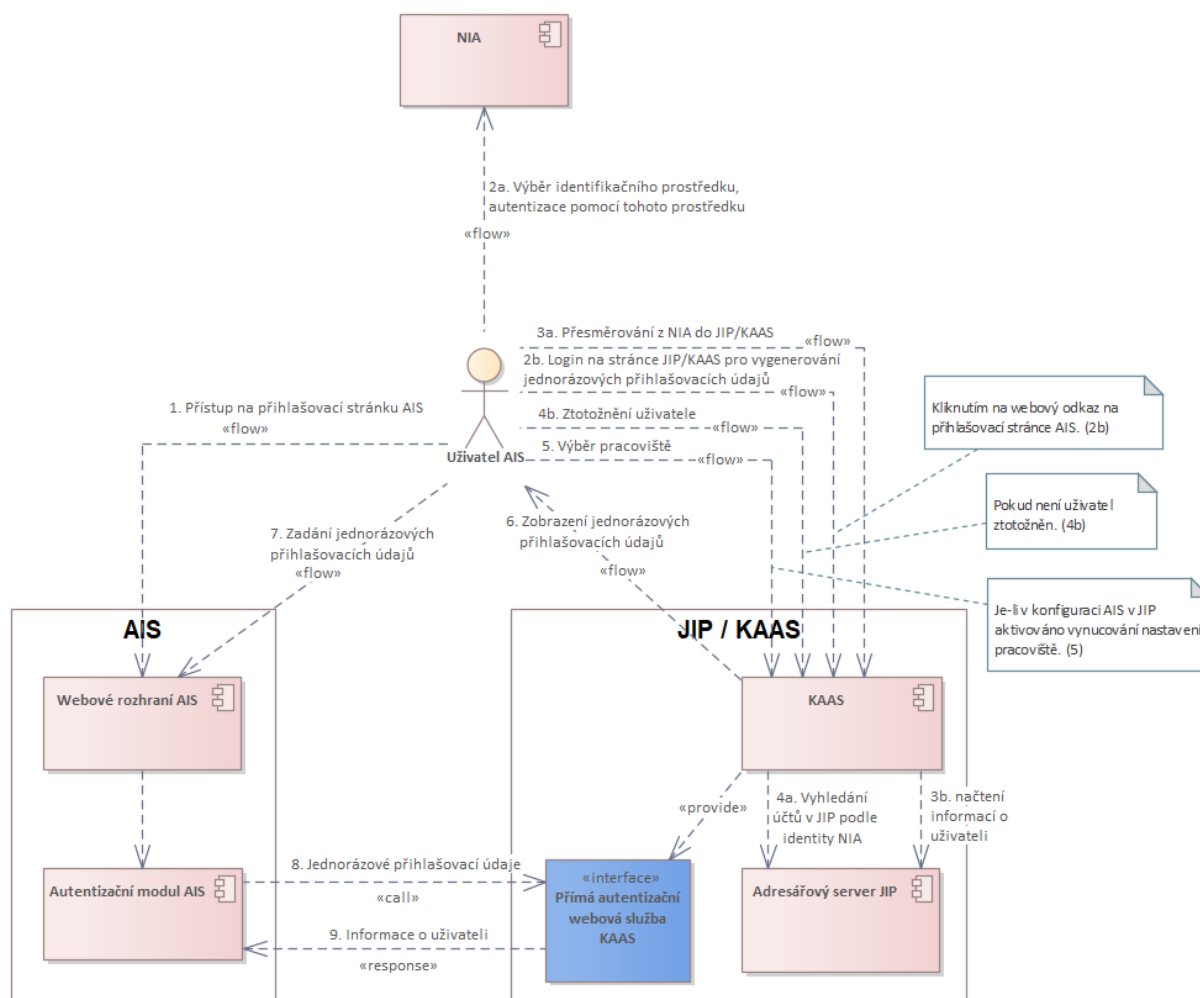 NIA
2a. Výběr identifikačního prostředku,
autentizace pomocí tohoto prostředku
«flow»
3a. Přesměrování z NIA do JIP/KAAS
«flow»
2b. Login na stránce JIP/KAAS pro vygenerování
jednorázových přihlašovacích údajů
«flow»
1. Přístup na přihlašovací stránku AIS
«flow»
4b. Ztotožnění uživatele
«flow»
5. Výběr pracoviště
«flow»
Uživatel AIS
Kliknutím na webový odkaz na
přihlašovací stránce AIS. (2b)
Pokud není uživatel
ztotožněn. (4b)
Je-li v konfiguraci AIS v JIP
aktivováno vynucování nastavení
pracoviště. (5)
7. Zadání jednorázových
přihlašovacích údajů
«flow»
6. Zobrazení jednorázových
přihlašovacích údajů
«flow»
AIS
JIP / KAAS
Webové rozhraní AIS
KAAS
«provide»
4a. Vyhledání
účtů v JIP podle
identity NIA
3b. načtení
informací o
uživateli
Autentizační modul AIS
8. Jednorázové přihlašovací údaje
«call»
9. Informace o uživateli
«response»
«interface»
Přímá autentizační
webová služba
KAAS
Adresářový server JIP